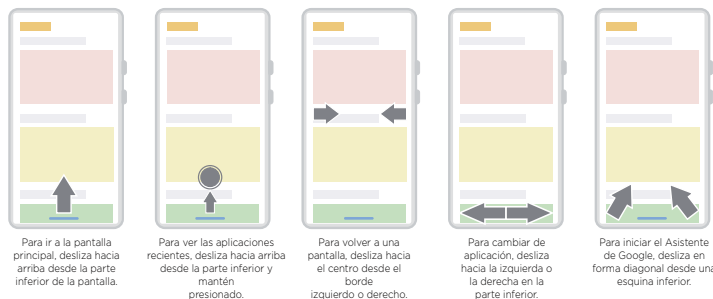 Para ir a la pantalla
principal, desliza hacia
arriba desde la parte
inferior de la pantalla.
Para ver las aplicaciones
recientes, desliza hacia arriba
desde la parte inferior y
mantén
presionado.
Para volver a una
pantalla, desliza hacia
el centro desde el
borde
izquierdo o derecho.
Para cambiar de
aplicación, desliza
hacia la izquierda o
la derecha en la
parte inferior.
Para iniciar el Asistente
de Google, desliza en
forma diagonal desde una
esquina inferior.